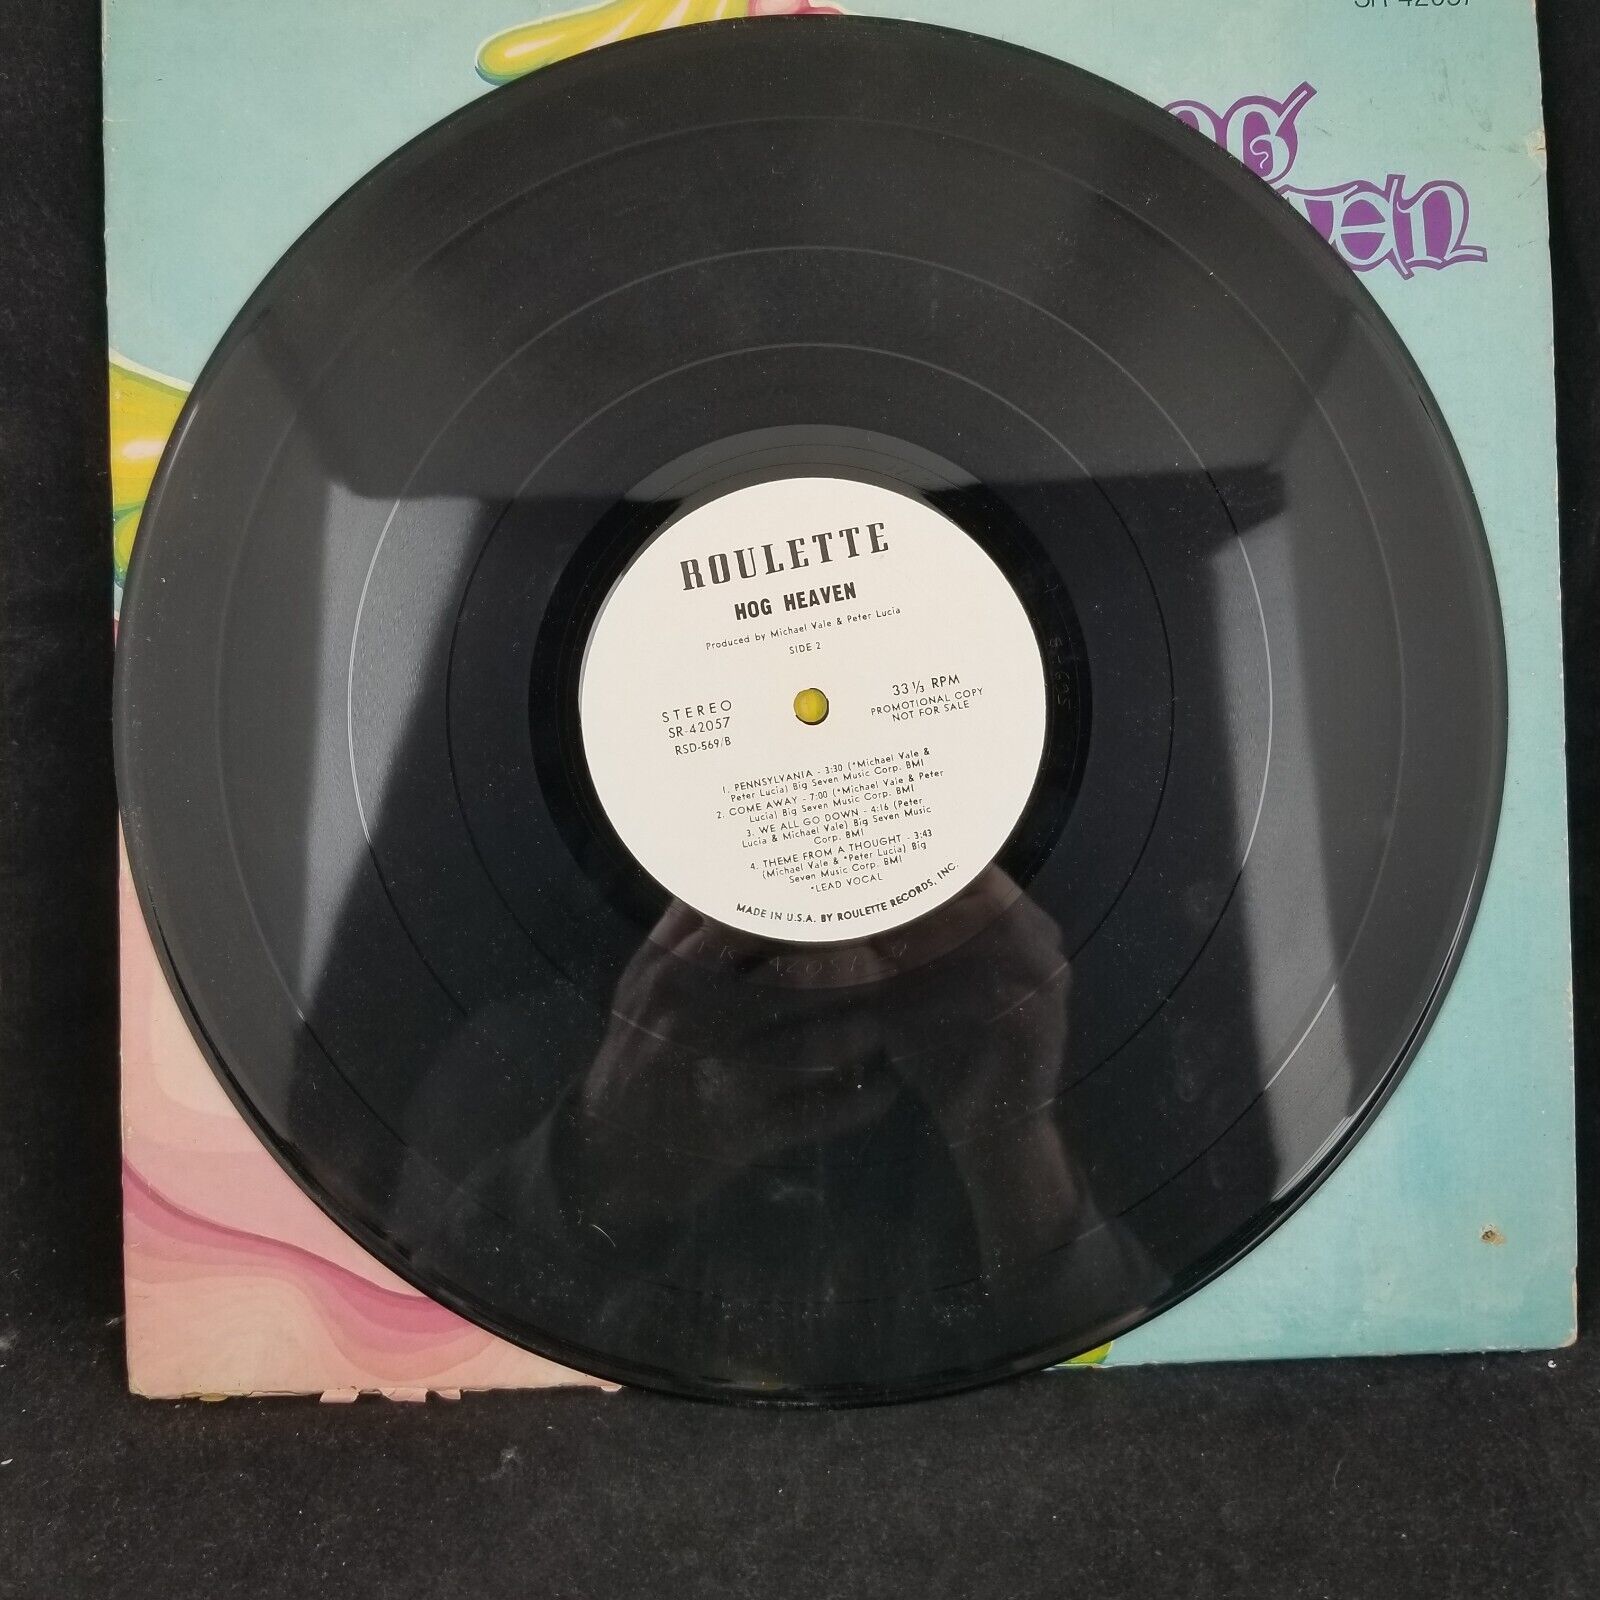 SR-42057
ROULETTE
HOG HEAVEN
Produced by Michael Vale & Peter Lucia
SIDE 2
STEREO
SR-42057
RSD-569/B
33 1/3 RPM
PROMOTIONAL COPY
NOT FOR SALE
1. PENNSYLVANIA - 3:30 (*Michael Vale &
Peter Lucia) Big Seven Music Corp. BMI
2. COME AWAY - 7:00 (*Michael Vale & Peter
Lucia) Big Seven Music Corp. BMI
3. WE ALL GO DOWN - 4:16 (Peter
Lucia & Michael Vale) Big Seven Music
Corp. BMI
4. THEME FROM A THOUGHT - 3:43
(Michael Vale & *Peter Lucia) Big
Seven Music Corp. BMI
*LEAD VOCAL
MADE IN U.S.A. BY ROULETTE RECORDS, INC.